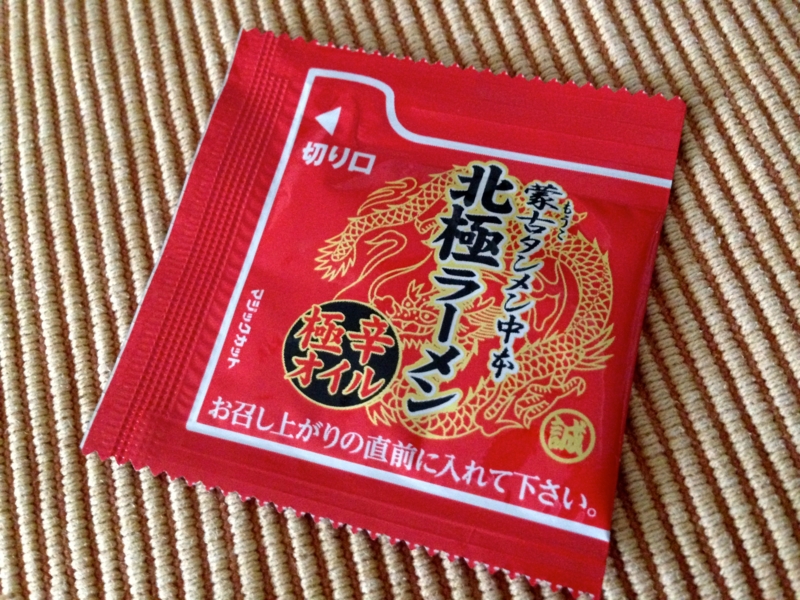 切り口
蒙古タンメン中本
もうこ
北極ラーメン
極辛
オイル
マジックカット
お召し上がりの直前に入れて下さい。
誠